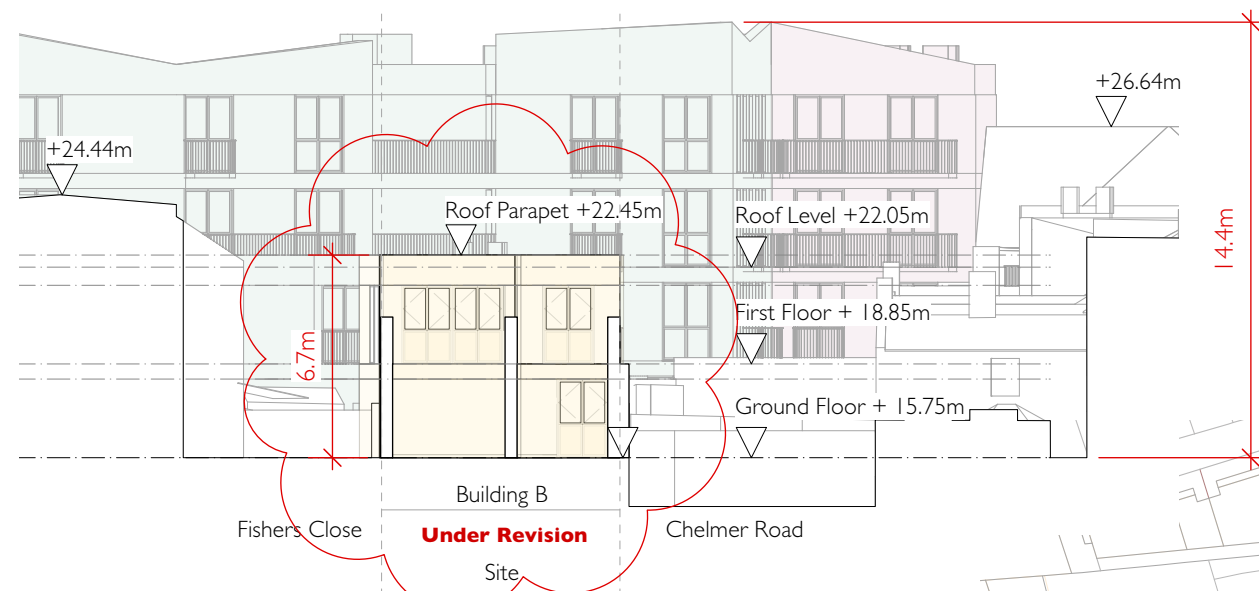 +26.64m
+24.44m
Roof Parapet +22.45m
Roof Level +22.05m
14.4m
First Floor + 18.85m
6.7m
Ground Floor + 15.75m
Building B
Fishers Close
Under Revision
Chelmer Road
Site